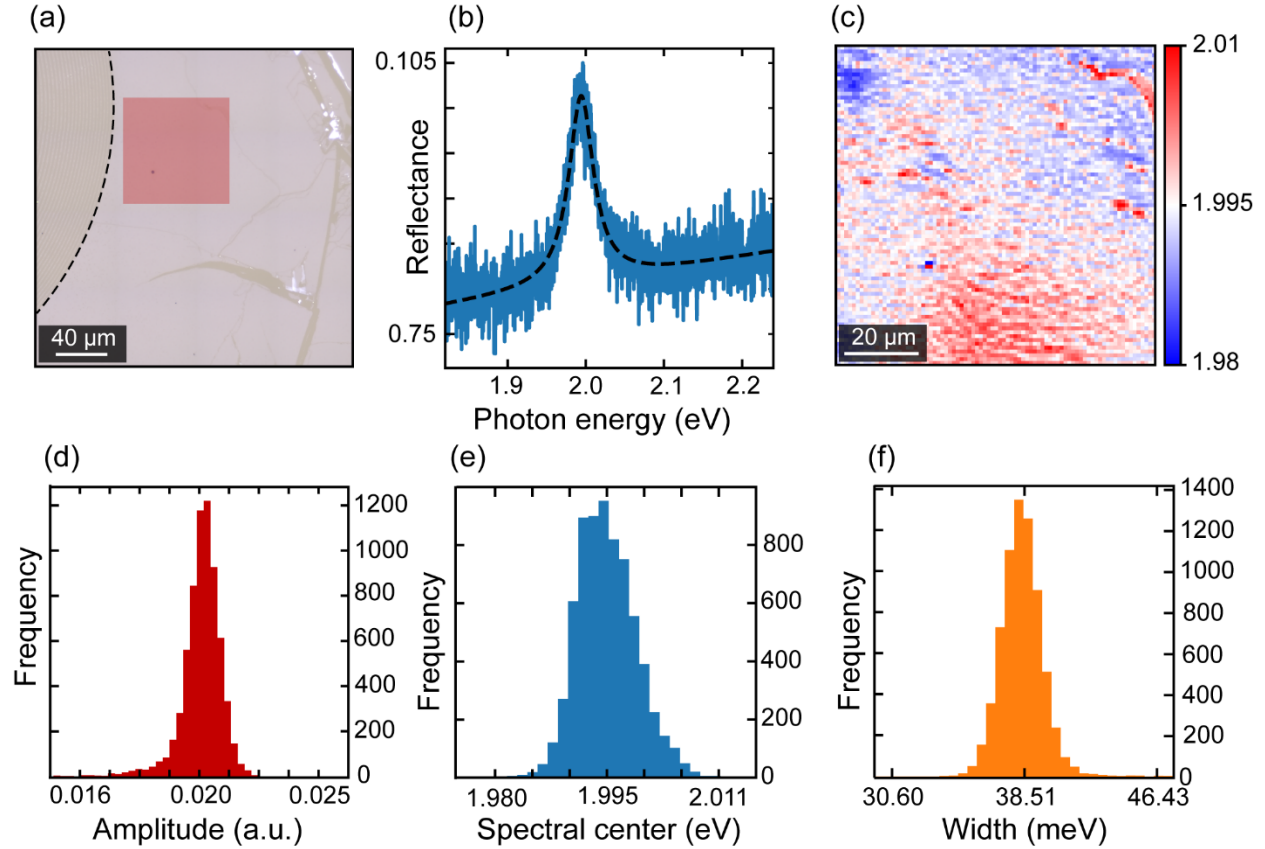 (a)
40 µm
(b)
Reflectance
0.105
0.75
1.9
2.0
2.1
2.2
Photon energy (eV)
(c)
20 µm
2.01
1.995
1.98
(d)
Frequency
1200
1000
800
600
400
200
0
0.016
0.020
0.025
Amplitude (a.u.)
(e)
Frequency
800
600
400
200
0
1.980
1.995
2.011
Spectral center (eV)
(f)
Frequency
1400
1200
1000
800
600
400
200
0
30.60
38.51
46.43
Width (meV)